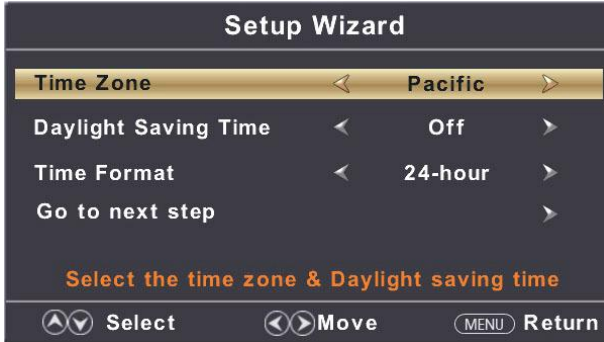 Setup Wizard
Time Zone Pacific
Daylight Saving Time Off
Time Format 24-hour
Go to next step
Select the time zone & Daylight saving time
Select Move MENU Return